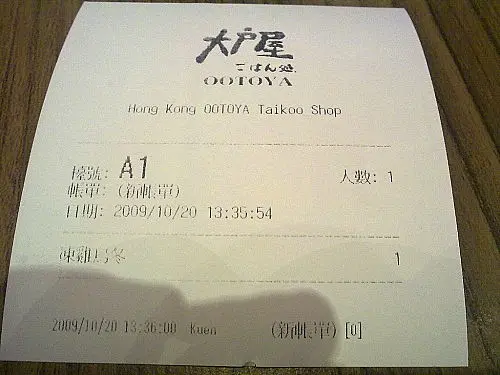 大戶屋
ごはん処
OOTOYA
Hong Kong OOTOYA Taikoo Shop
檯號: A1 人數: 1
帳單: (新帳單)
日期: 2009/10/20 13:35:54
凍雞烏冬 1
2009/10/20 13:36:00 Kuen (新帳單) [0]